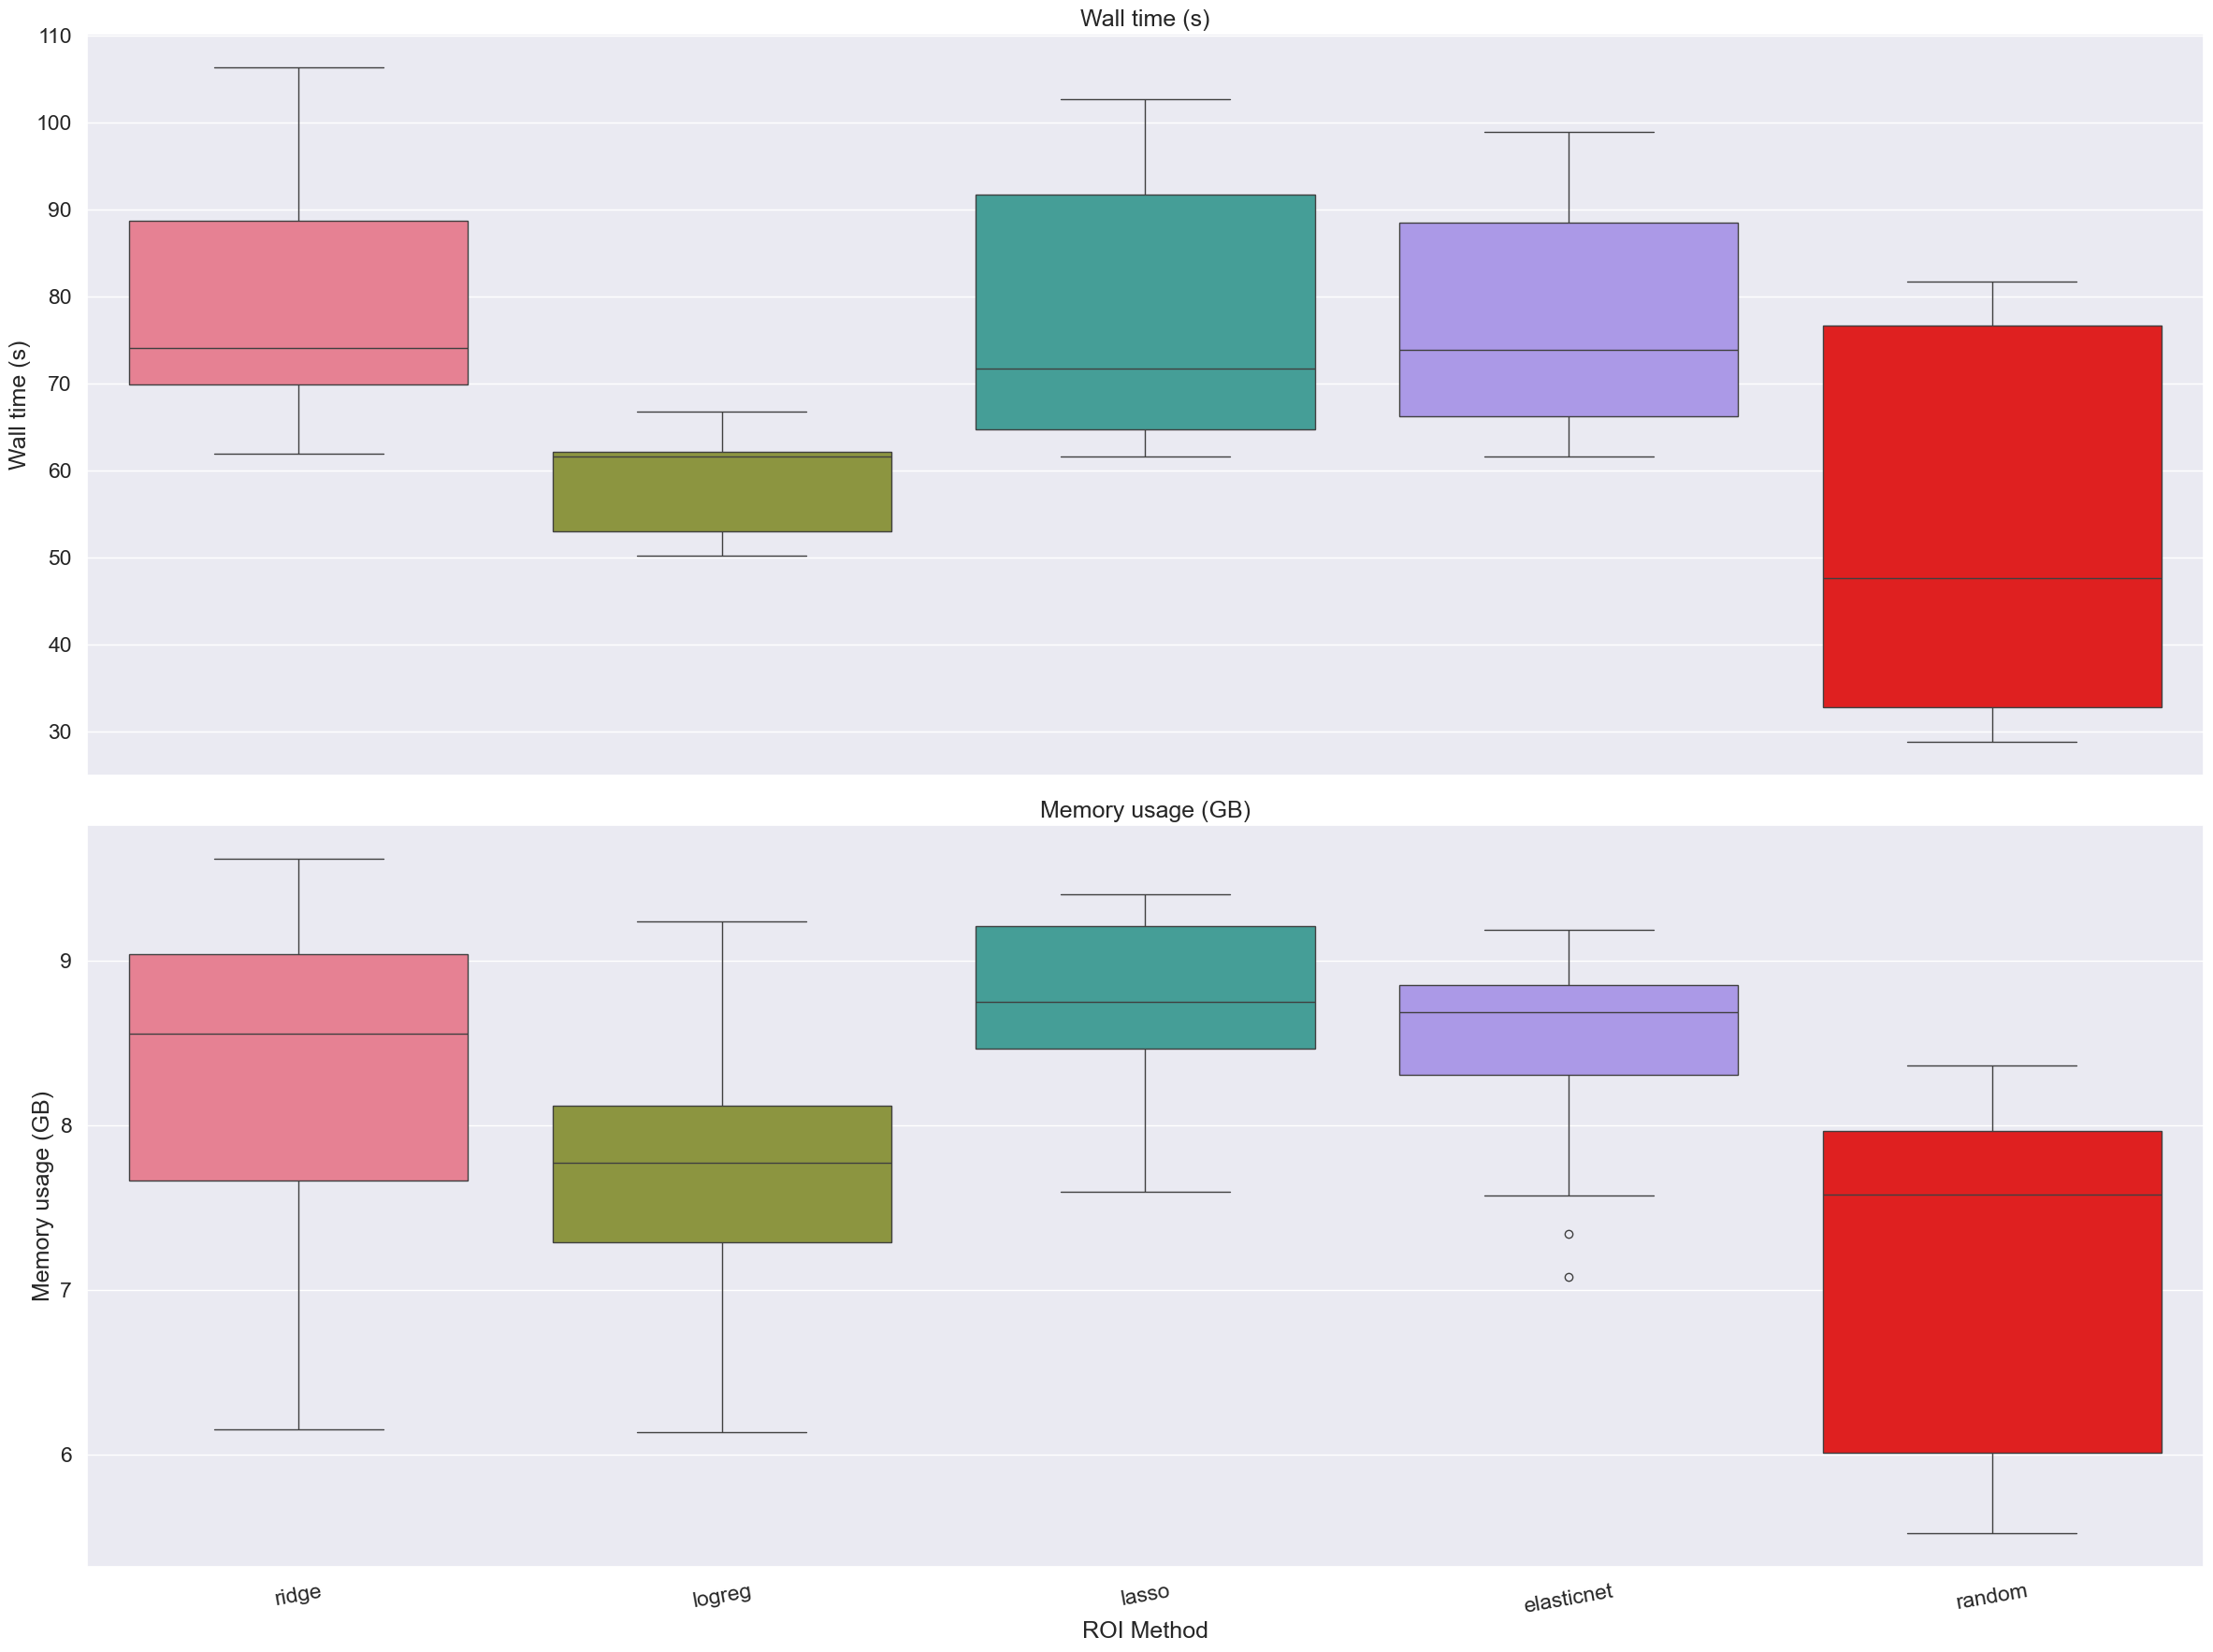 Wall time (s)
Wall time (s)
110
100
90
80
70
60
50
40
30
Memory usage (GB)
Memory usage (GB)
9
8
7
6
ridge
logreg
lasso
elasticnet
random
ROI Method